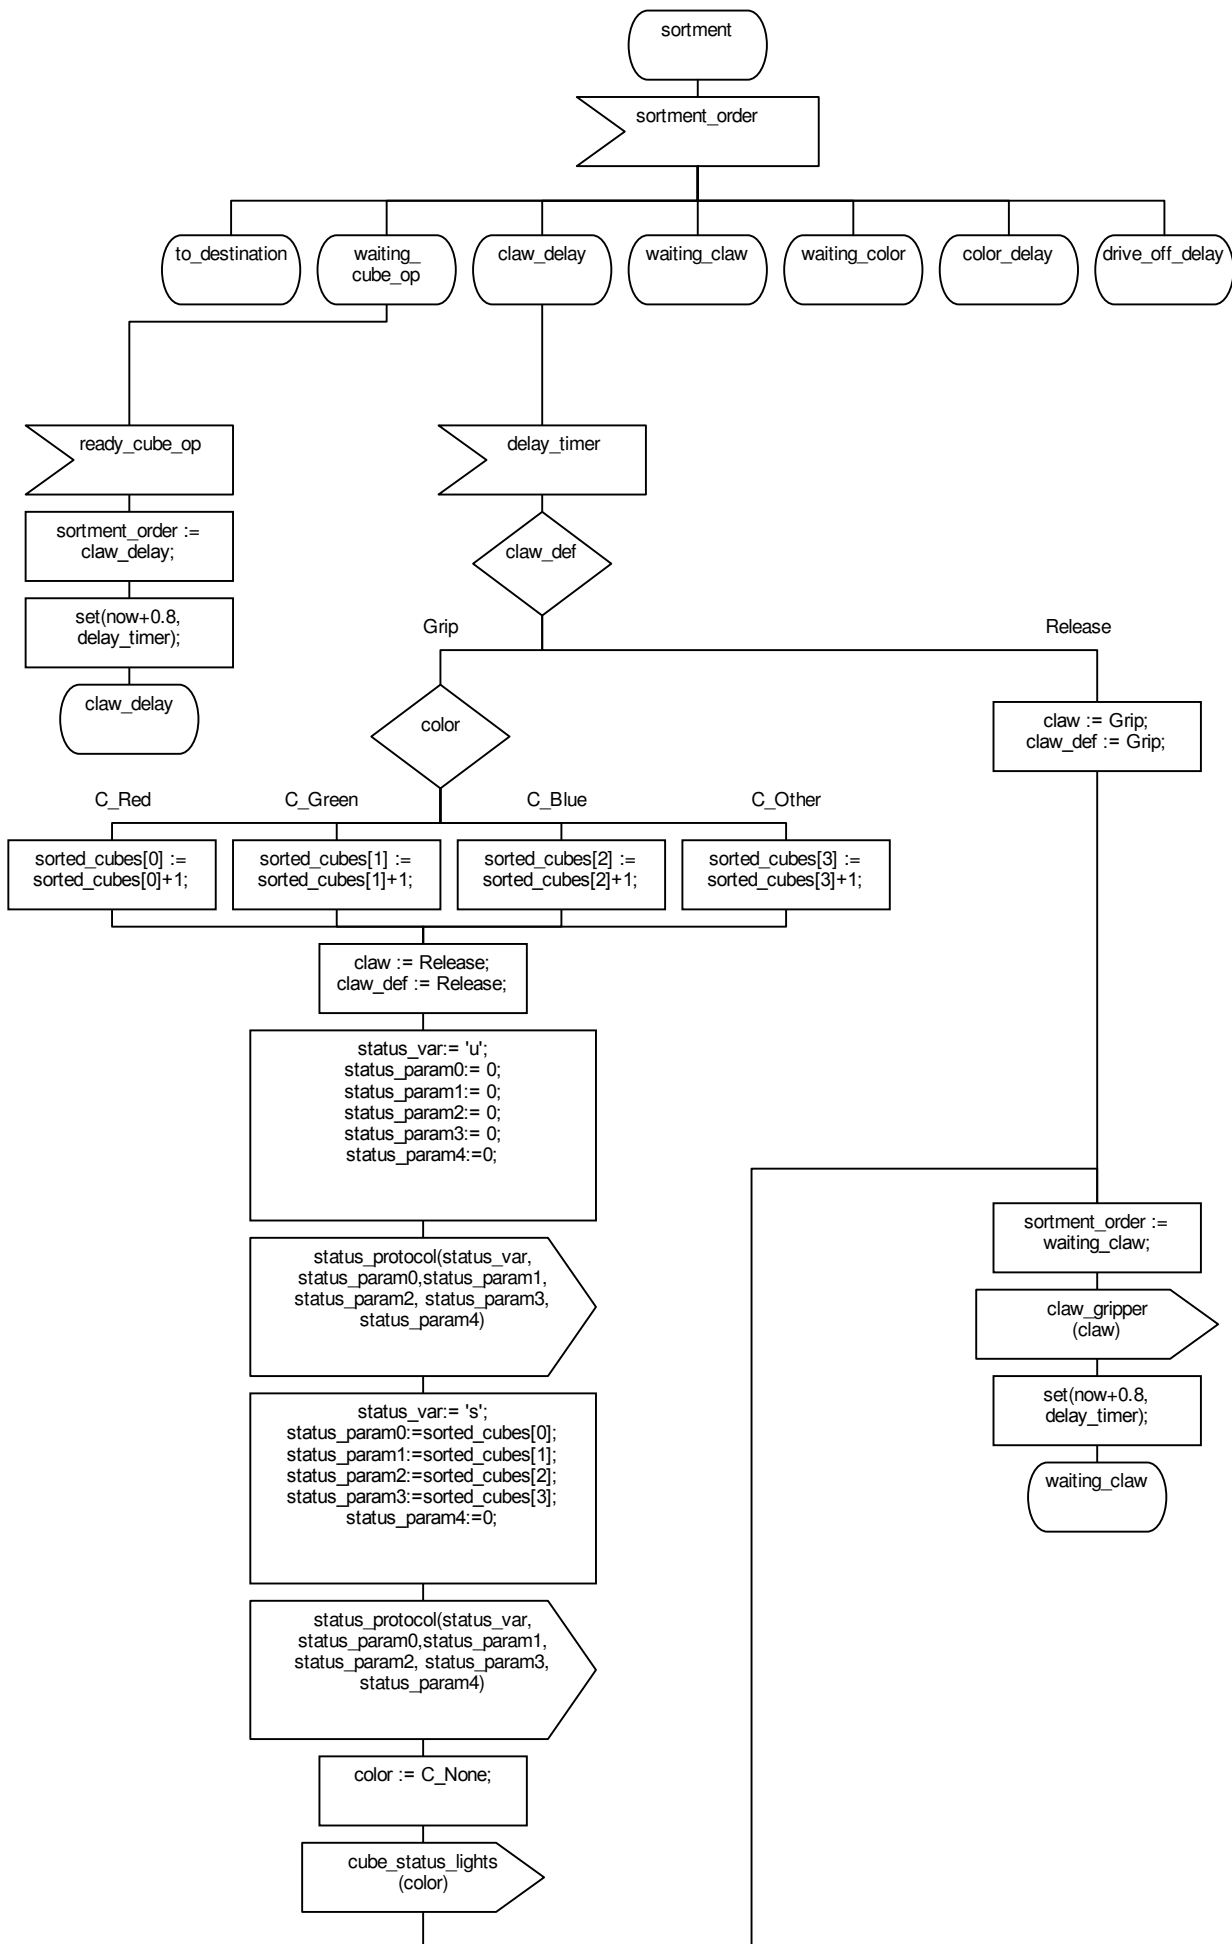 sortment
sortment_order
to_destination
waiting_
cube_op
claw_delay
waiting_claw
waiting_color
color_delay
drive_off_delay
ready_cube_op
delay_timer
sortment_order :=
claw_delay;
claw_def
set(now+0.8,
delay_timer);
Grip
Release
claw_delay
color
claw := Grip;
claw_def := Grip;
C_Red
C_Green
C_Blue
C_Other
sorted_cubes[0] :=
sorted_cubes[0]+1;
sorted_cubes[1] :=
sorted_cubes[1]+1;
sorted_cubes[2] :=
sorted_cubes[2]+1;
sorted_cubes[3] :=
sorted_cubes[3]+1;
claw := Release;
claw_def := Release;
status_var:= 'u';
status_param0:= 0;
status_param1:= 0;
status_param2:= 0;
status_param3:= 0;
status_param4:=0;
status_protocol(status_var,
status_param0,status_param1,
status_param2, status_param3,
status_param4)
status_var:= 's';
status_param0:=sorted_cubes[0];
status_param1:=sorted_cubes[1];
status_param2:=sorted_cubes[2];
status_param3:=sorted_cubes[3];
status_param4:=0;
status_protocol(status_var,
status_param0,status_param1,
status_param2, status_param3,
status_param4)
color := C_None;
cube_status_lights
(color)
sortment_order :=
waiting_claw;
claw_gripper
(claw)
set(now+0.8,
delay_timer);
waiting_claw